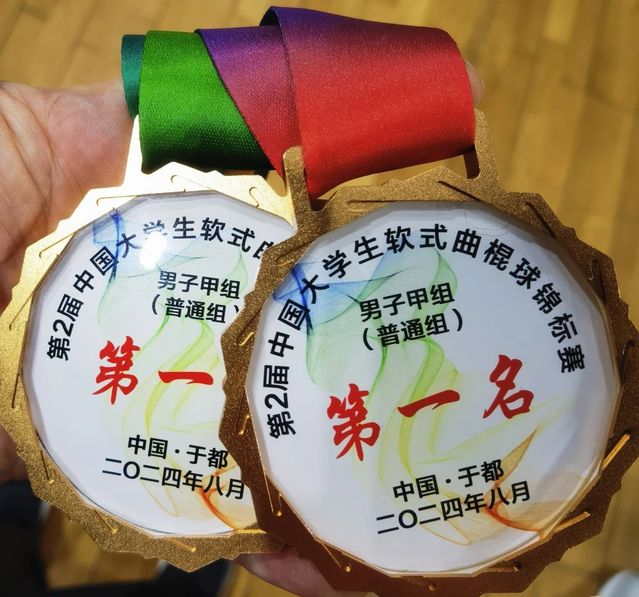 第2届中国大学生软式曲
男子甲组
（普通组）
第一
中国·于都
二〇二四年八月
第2届中国大学生软式曲棍球锦标赛
男子甲组
（普通组）
第一名
中国·于都
二〇二四年八月